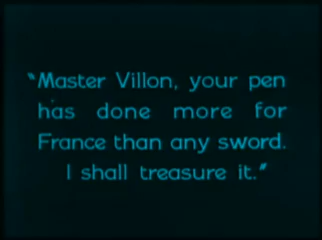 "Master Villon, your pen
has done more for
France than any sword.
I shall treasure it."